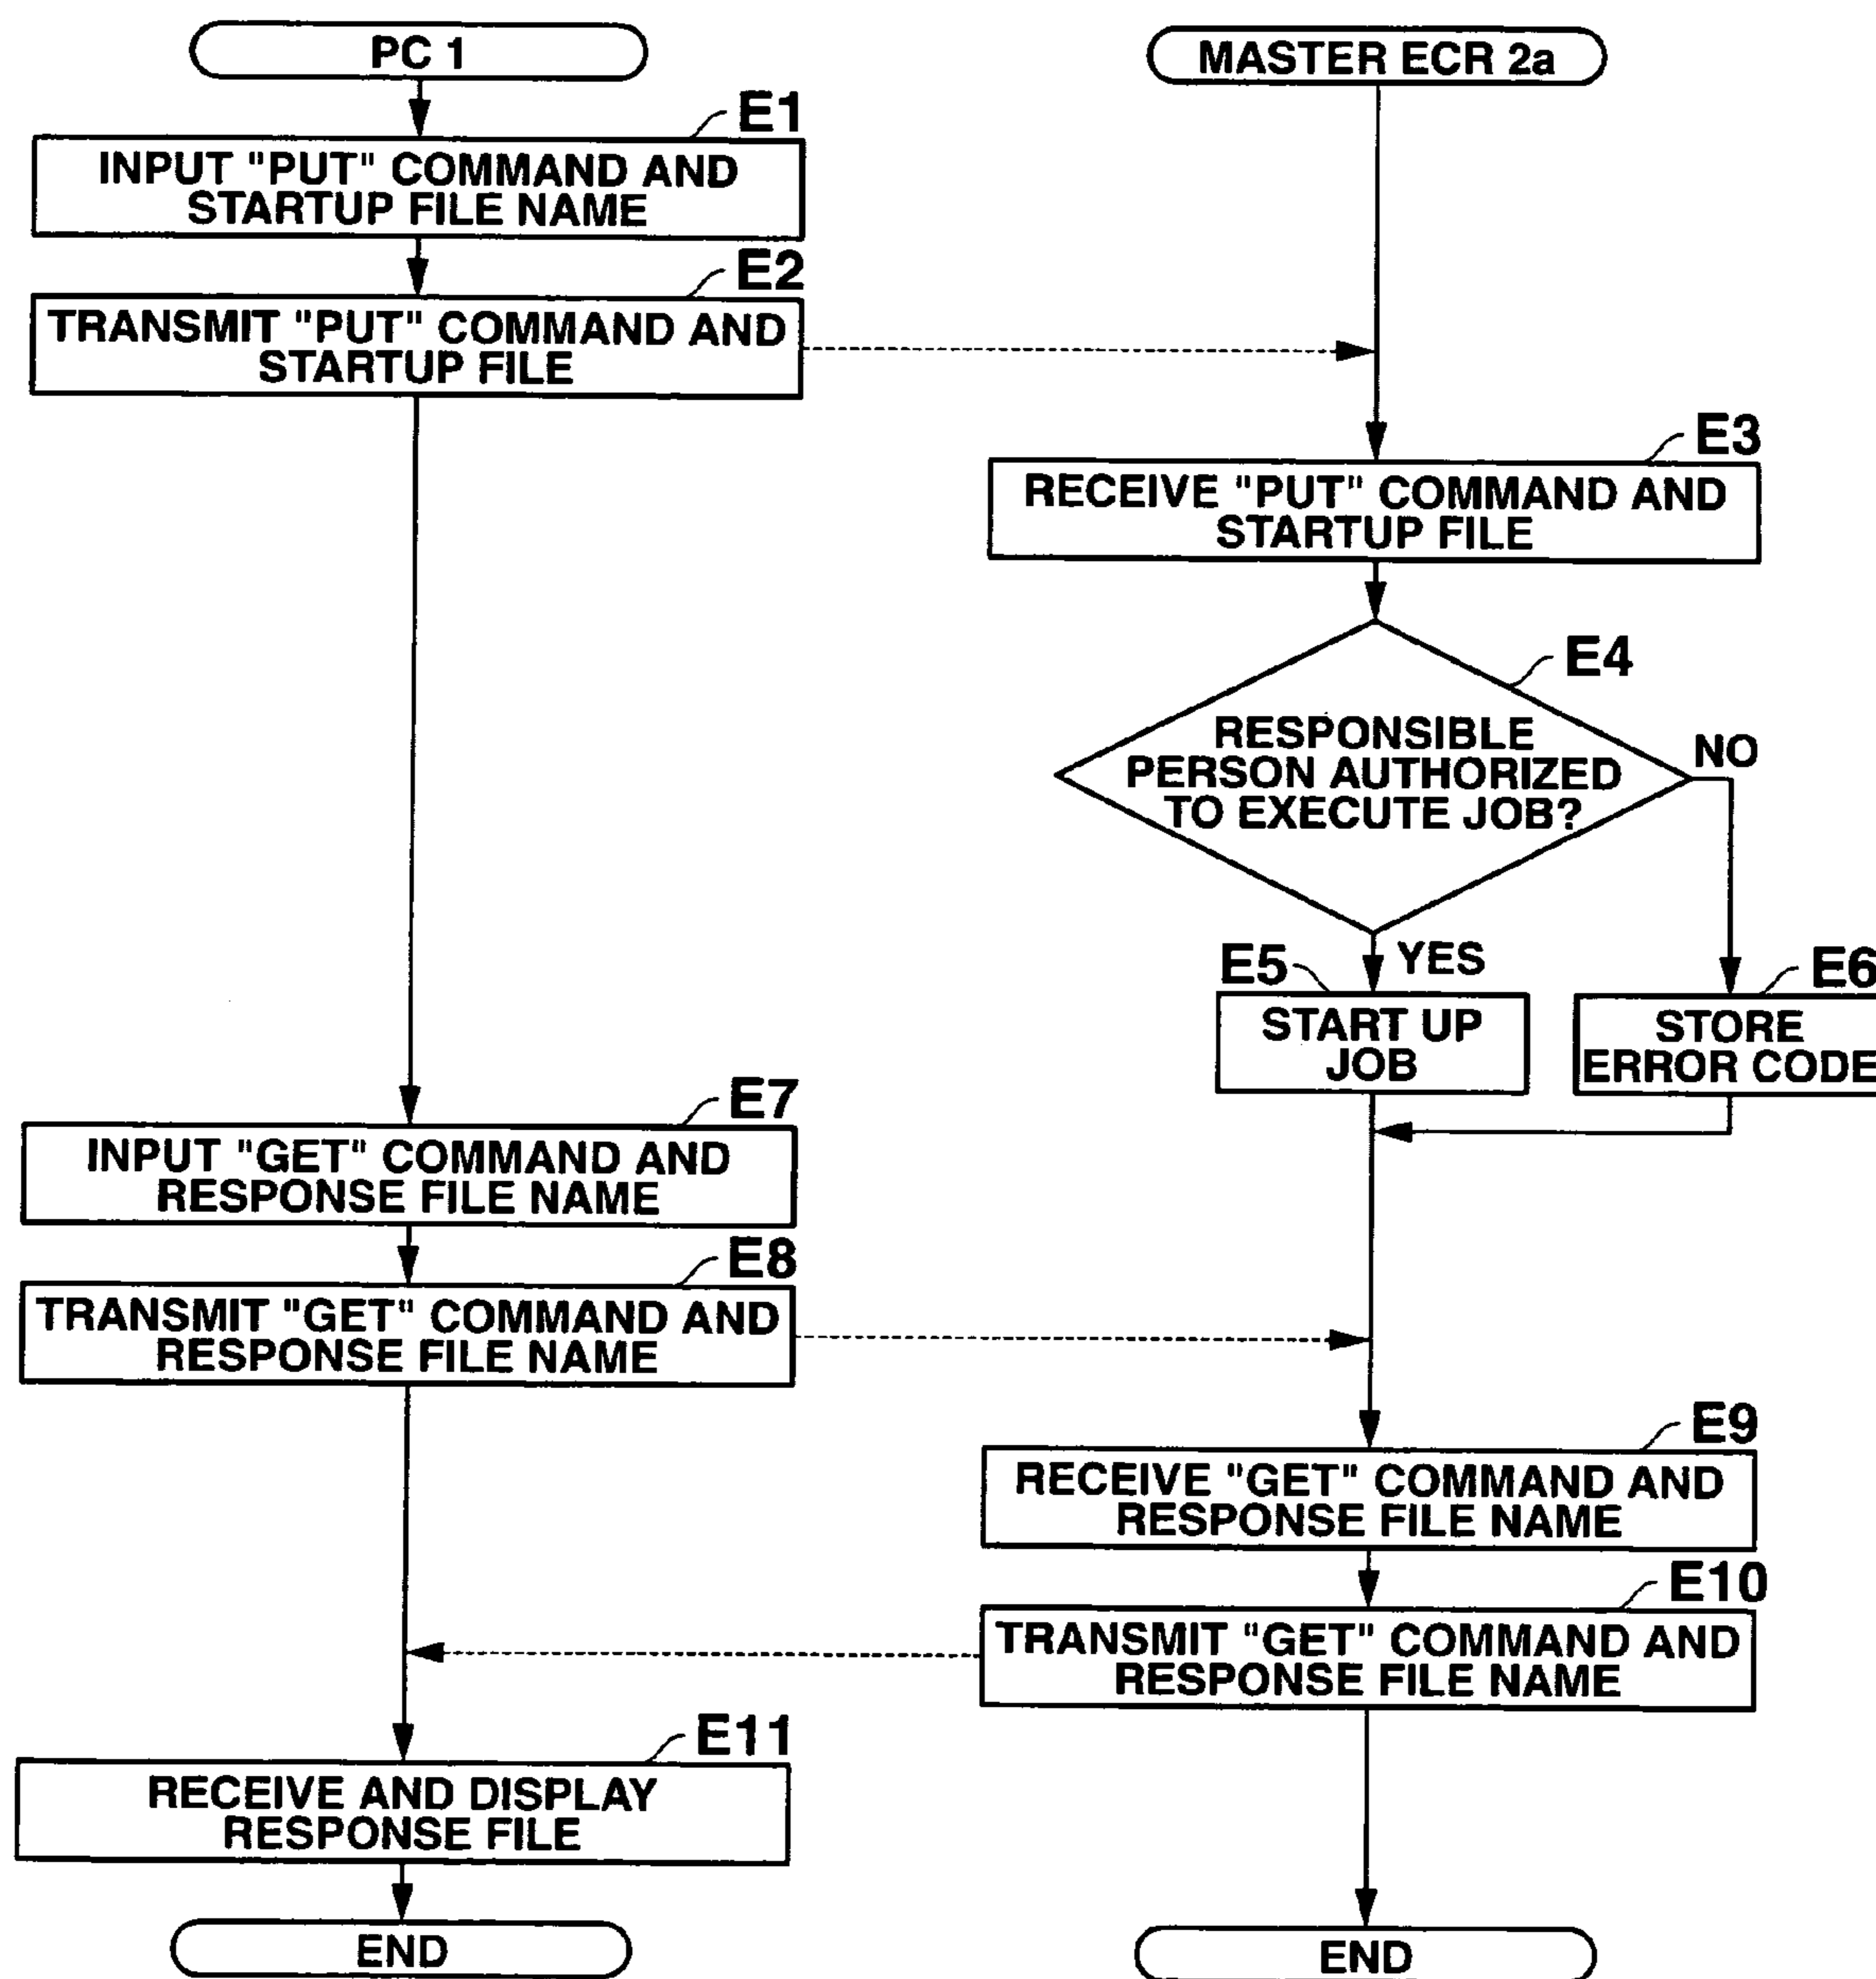 PC 1
MASTER ECR 2a
E1
INPUT "PUT" COMMAND AND
STARTUP FILE NAME
E2
TRANSMIT "PUT" COMMAND AND
STARTUP FILE
E3
RECEIVE "PUT" COMMAND AND
STARTUP FILE
E4
RESPONSIBLE
PERSON AUTHORIZED
TO EXECUTE JOB?
NO
YES
E5
START UP
JOB
E6
STORE
ERROR CODE
E7
INPUT "GET" COMMAND AND
RESPONSE FILE NAME
E8
TRANSMIT "GET" COMMAND AND
RESPONSE FILE NAME
E9
RECEIVE "GET" COMMAND AND
RESPONSE FILE NAME
E10
TRANSMIT "GET" COMMAND AND
RESPONSE FILE NAME
E11
RECEIVE AND DISPLAY
RESPONSE FILE
END
END